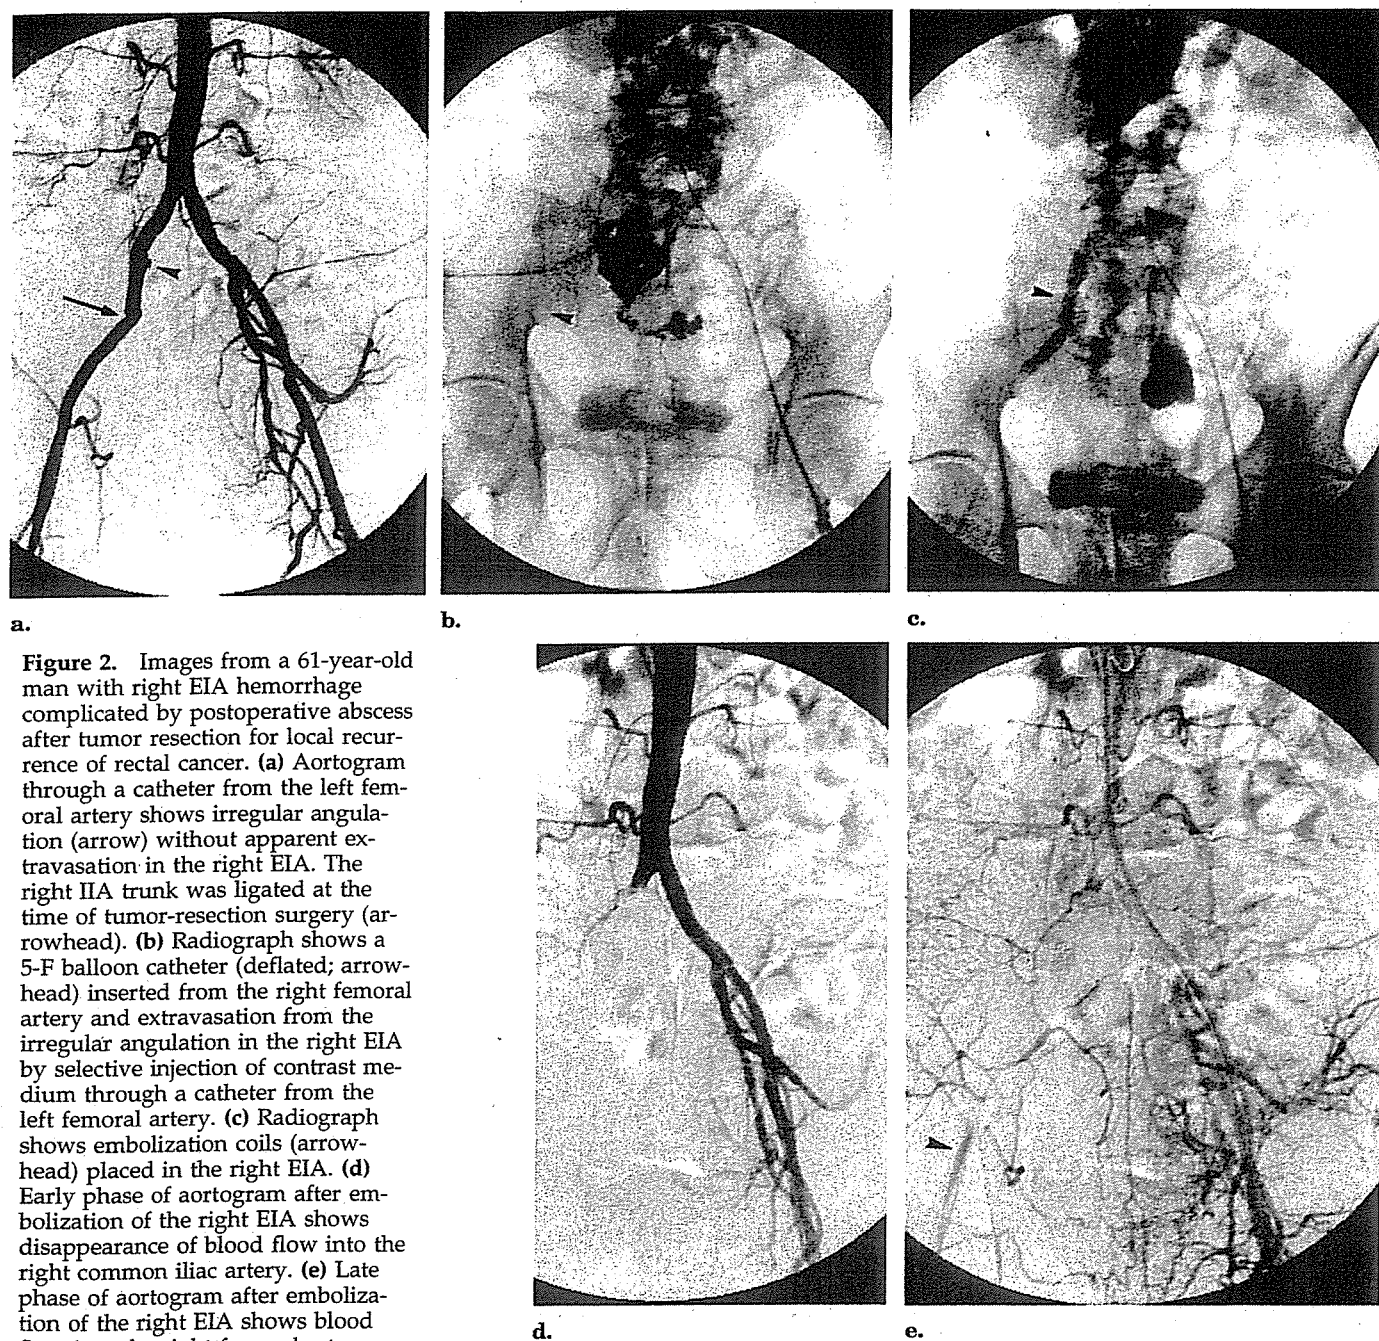 a.
b.
c.
Figure 2. Images from a 61-year-old
man with right EIA hemorrhage
complicated by postoperative abscess
after tumor resection for local recur-
rence of rectal cancer. (a) Aortogram
through a catheter from the left fem-
oral artery shows irregular angula-
tion (arrow) without apparent ex-
travasation in the right EIA. The
right IIA trunk was ligated at the
time of tumor-resection surgery (ar-
rowhead). (b) Radiograph shows a
5-F balloon catheter (deflated; arrow-
head) inserted from the right femoral
artery and extravasation from the
irregular angulation in the right EIA
by selective injection of contrast me-
dium through a catheter from the
left femoral artery. (c) Radiograph
shows embolization coils (arrow-
head) placed in the right EIA. (d)
Early phase of aortogram after em-
bolization of the right EIA shows
disappearance of blood flow into the
right common iliac artery. (e) Late
phase of aortogram after emboliza-
tion of the right EIA shows blood
d.
e.